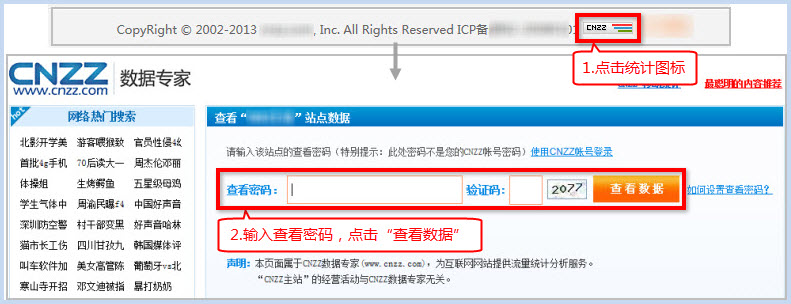 CopyRight © 2002-2013 , Inc. All Rights Reserved ICP备
CNZZ
1.点击统计图标
CNZZ 数据专家
www.cnzz.com
最聪明的内容推荐
hot 网络热门搜索
查看“ ”站点数据
北影开学美 游客喂猴致 官员性侵4k
首批4g手机 70后读大一 周杰伦邓丽
体操姐 生烤鳄鱼 五星级母鸡
学生气体中 周渝民曝#4 中国好声音
深圳防空警 村干部变黑 好声音哈林
猫市长工伤 四川甘孜九 韩国媒体评
叫车软件加 美女高管陈 葡萄牙vs北
寒山寺招 邓文迪被指 暴打奶奶
请输入该站点的查看密码（特别提示：此处密码不是您的CNZZ帐号密码）使用CNZZ帐号登录
查看密码： 验证码： 2077 查看数据 如何设置查看密码？
2.输入查看密码，点击“查看数据”
声明：本页面属于CNZZ数据专家(www.cnzz.com)，为互联网网站提供流量统计分析服务。
“CNZZ主站”的经营活动与CNZZ数据专家无关。